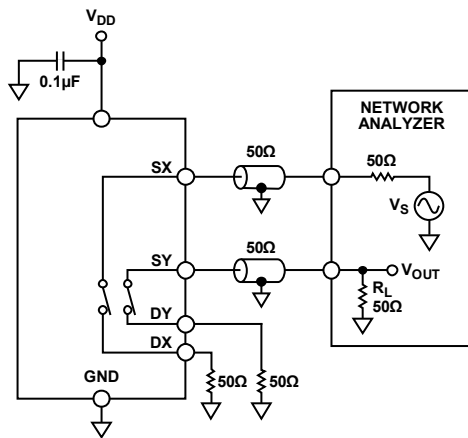 VDD
0.1µF
NETWORK
ANALYZER
SX
50Ω
50Ω
VS
SY
50Ω
VOUT
RL
50Ω
DY
DX
GND
50Ω
50Ω